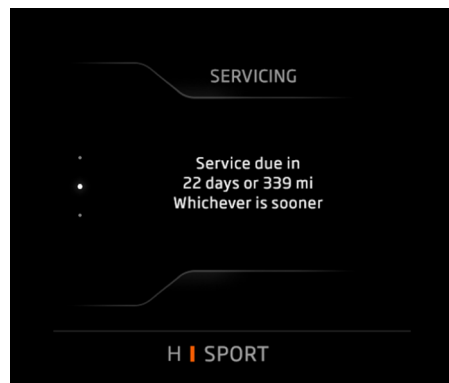 SERVICING
Service due in
22 days or 339 mi
Whichever is sooner
H SPORT